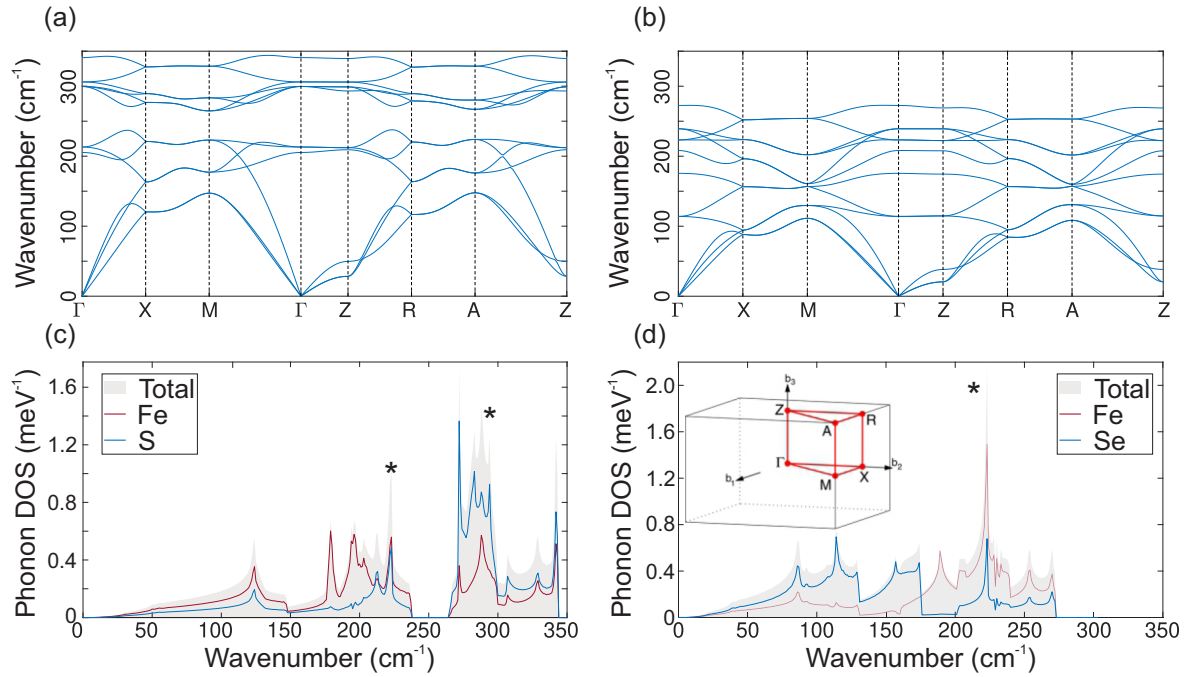 (a)
Wavenumber (cm⁻¹)
300
200
100
0
Γ X M Γ Z R A Z
(b)
Wavenumber (cm⁻¹)
300
200
100
0
Γ X M Γ Z R A Z
(c)
Phonon DOS (meV⁻¹)
1.6
1.2
0.8
0.4
0
Total
Fe
S
*
*
0 50 100 150 200 250 300 350
Wavenumber (cm⁻¹)
(d)
Phonon DOS (meV⁻¹)
2.0
1.6
1.2
0.8
0.4
0
b₃
Z
R
A
Γ
b₂
b₁
M
X
*
Total
Fe
Se
0 50 100 150 200 250 300 350
Wavenumber (cm⁻¹)